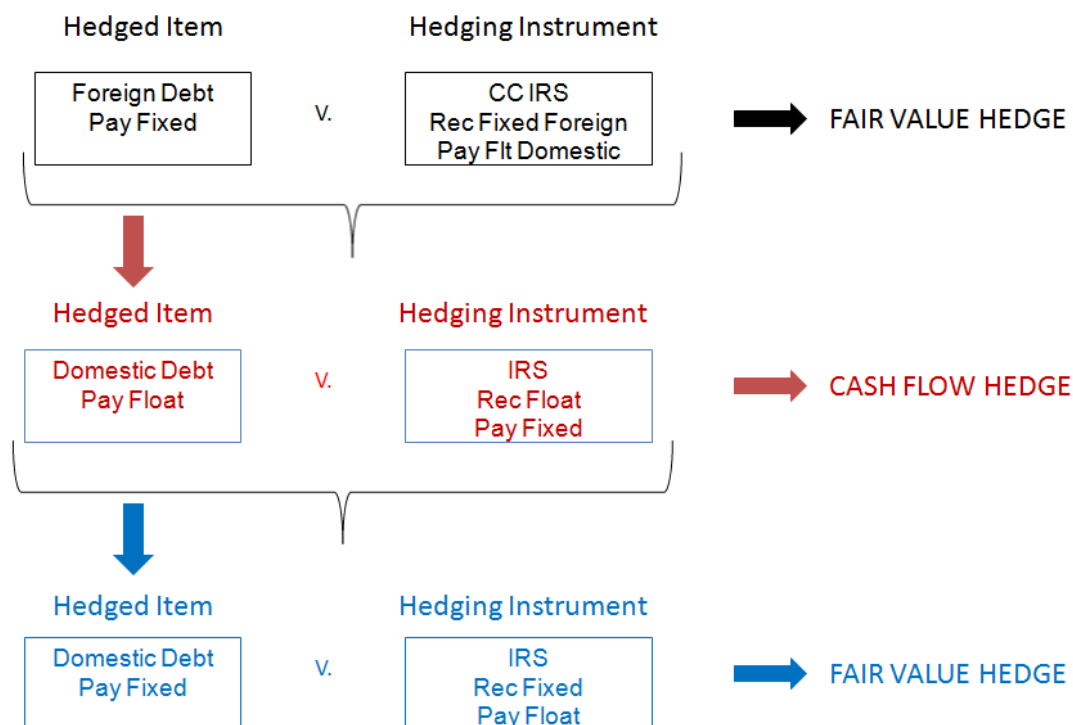 Hedged Item
Hedging Instrument
Foreign Debt
Pay Fixed
V.
CC IRS
Rec Fixed Foreign
Pay Flt Domestic
FAIR VALUE HEDGE
Hedged Item
Hedging Instrument
Domestic Debt
Pay Float
V.
IRS
Rec Float
Pay Fixed
CASH FLOW HEDGE
Hedged Item
Hedging Instrument
Domestic Debt
Pay Fixed
V.
IRS
Rec Fixed
Pay Float
FAIR VALUE HEDGE